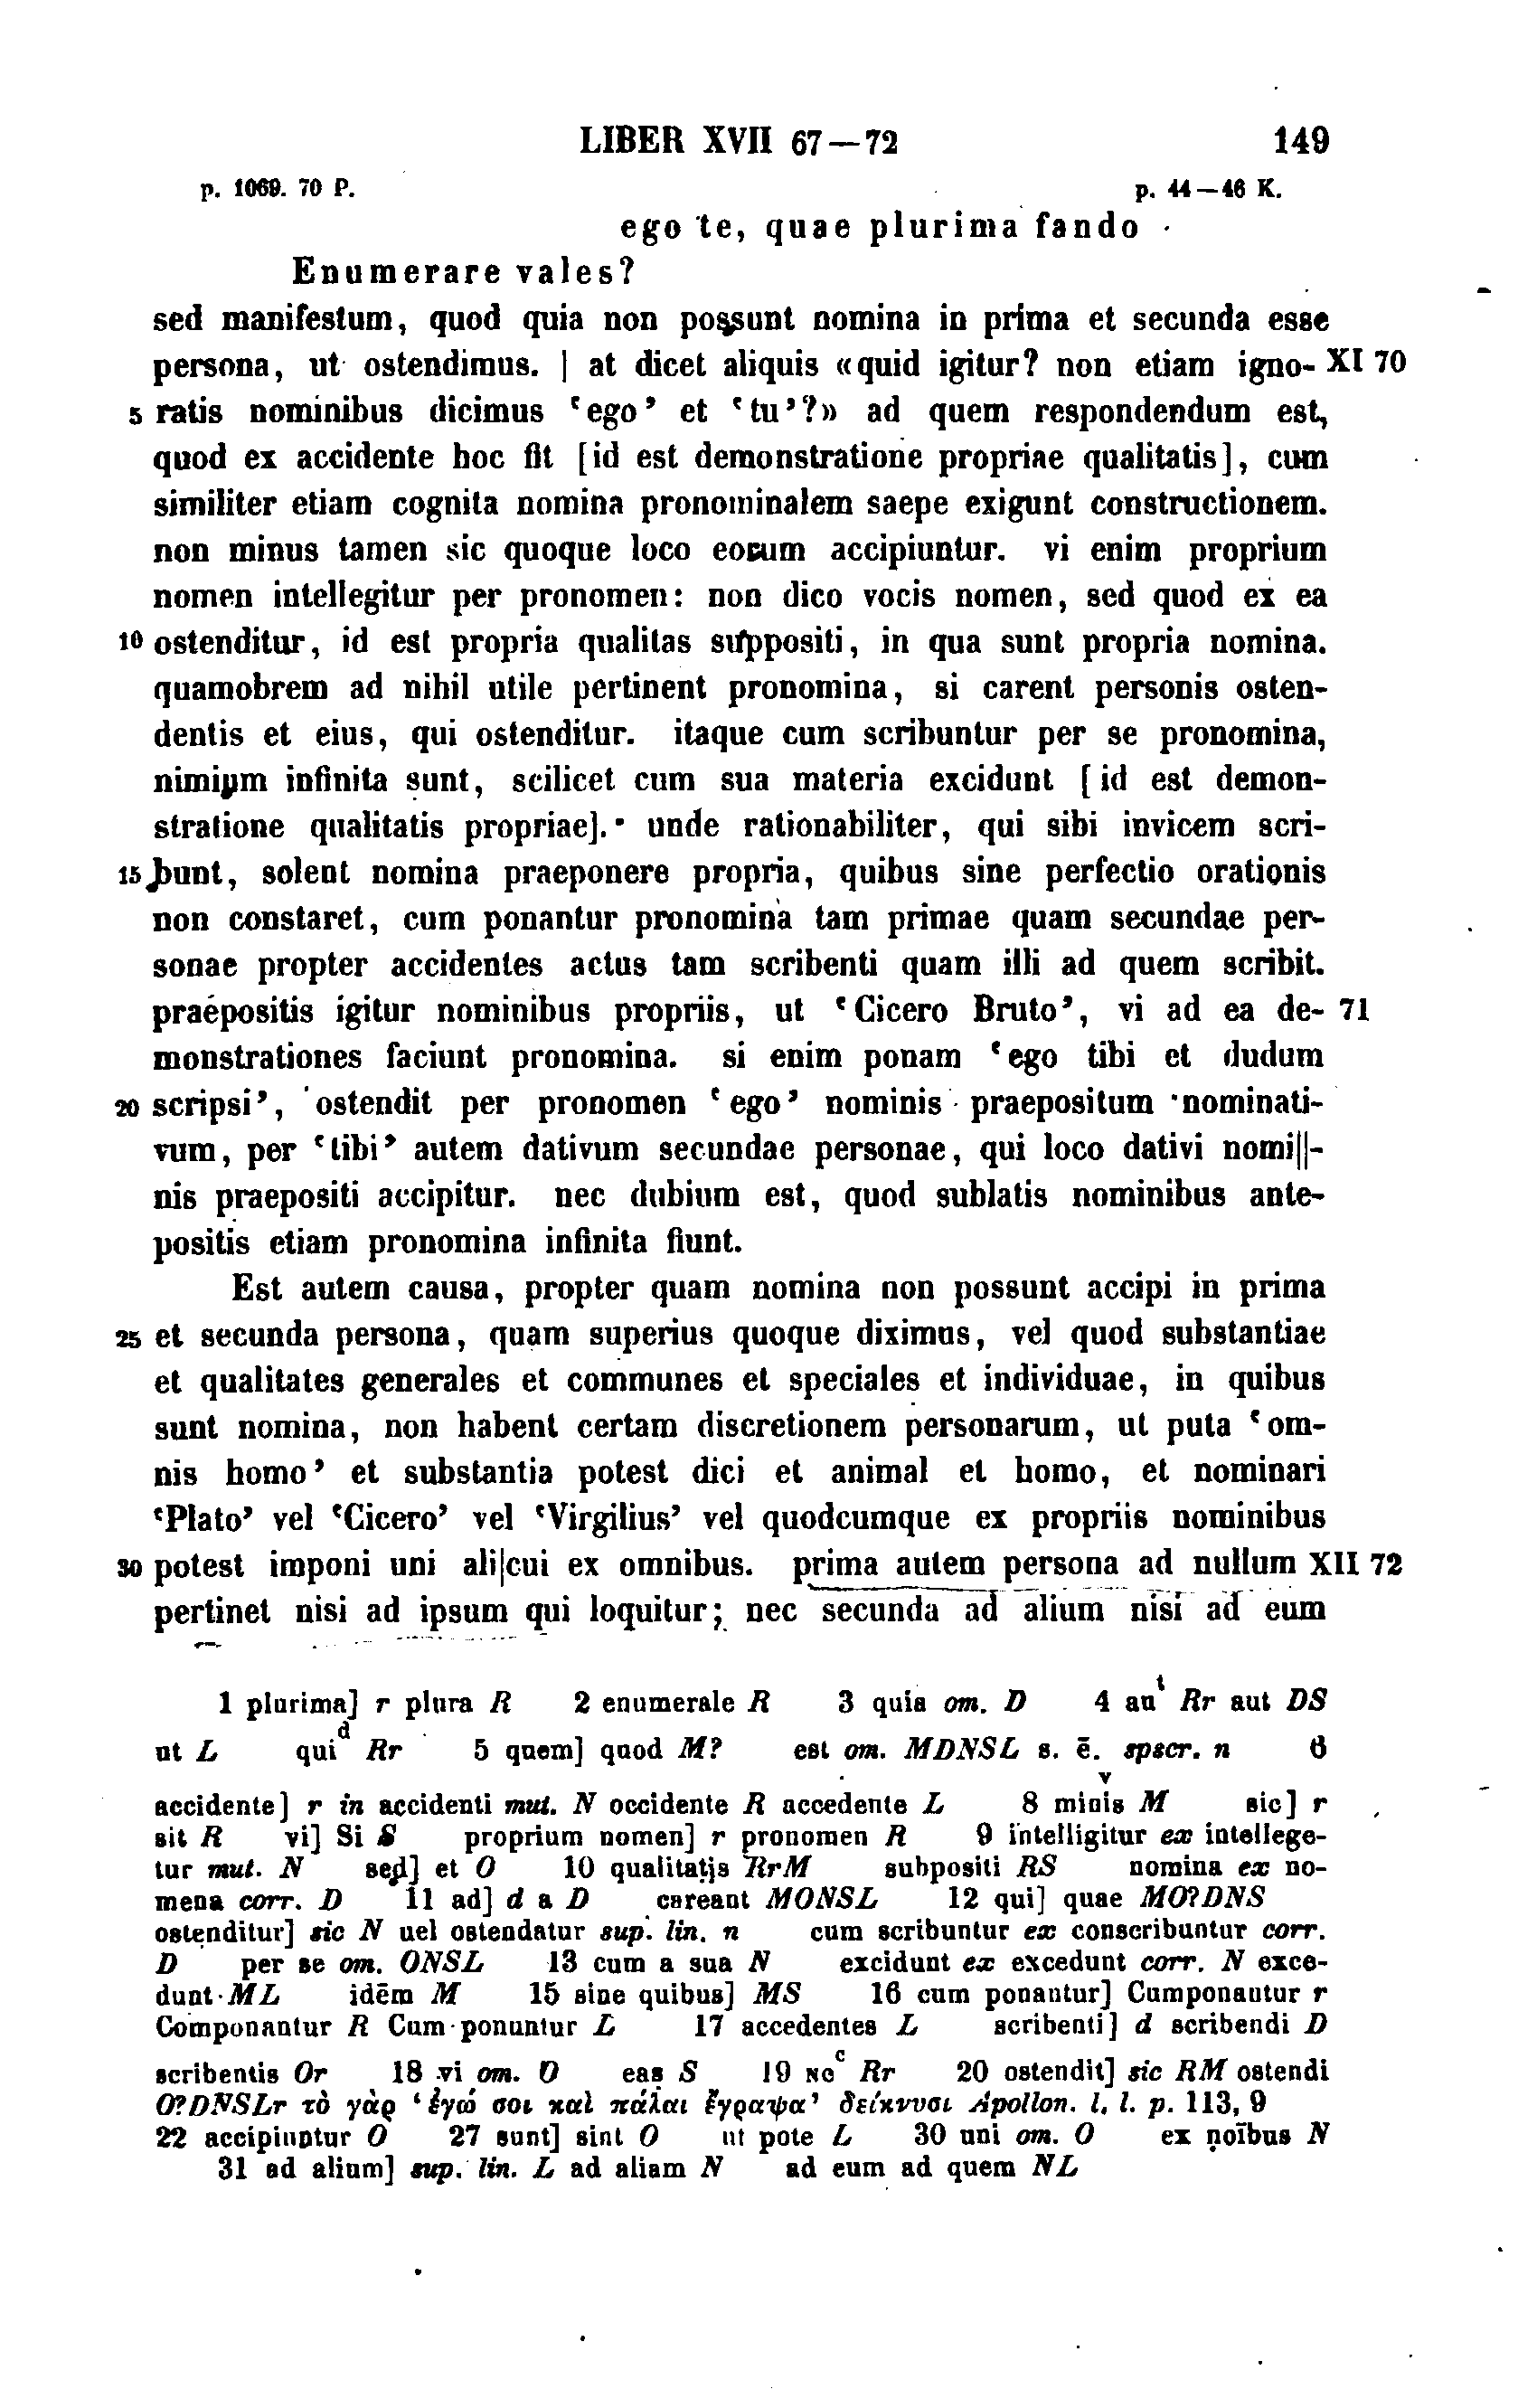 LIBER XVII 67—72 149
p. 1069. 70 P. p. 44—46 K.
ego te, quae plurima fando
Enumerare vales?
sed manifestum, quod quia non possunt nomina in prima et secunda esse
persona, ut ostendimus. | at dicet aliquis «quid igitur? non etiam igno- XI 70
5 ratis nominibus dicimus ‘ego’ et ‘tu’?» ad quem respondendum est,
quod ex accidente hoc fit [id est demonstratione propriae qualitatis], cum
similiter etiam cognita nomina pronominalem saepe exigunt constructionem.
non minus tamen sic quoque loco eorum accipiuntur. vi enim proprium
nomen intellegitur per pronomen: non dico vocis nomen, sed quod ex ea
10 ostenditur, id est propria qualitas suppositi, in qua sunt propria nomina.
quamobrem ad nihil utile pertinent pronomina, si carent personis osten-
dentis et eius, qui ostenditur. itaque cum scribuntur per se pronomina,
nimium infinita sunt, scilicet cum sua materia excidunt [id est demon-
stratione qualitatis propriae]. unde rationabiliter, qui sibi invicem scri-
15 bunt, solent nomina praeponere propria, quibus sine perfectio orationis
non constaret, cum ponantur pronomina tam primae quam secundae per-
sonae propter accidentes actus tam scribenti quam illi ad quem scribit.
praepositis igitur nominibus propriis, ut ‘Cicero Bruto’, vi ad ea de- 71
monstrationes faciunt pronomina. si enim ponam ‘ego tibi et dudum
20 scripsi’, ostendit per pronomen ‘ego’ nominis praepositum nominati-
vum, per ‘tibi’ autem dativum secundae personae, qui loco dativi nomi||-
nis praepositi accipitur. nec dubium est, quod sublatis nominibus ante-
positis etiam pronomina infinita fiunt.
Est autem causa, propter quam nomina non possunt accipi in prima
25 et secunda persona, quam superius quoque diximus, vel quod substantiae
et qualitates generales et communes et speciales et individuae, in quibus
sunt nomina, non habent certam discretionem personarum, ut puta ‘om-
nis homo’ et substantia potest dici et animal et homo, et nominari
‘Plato’ vel ‘Cicero’ vel ‘Virgilius’ vel quodcumque ex propriis nominibus
30 potest imponi uni ali|cui ex omnibus. prima autem persona ad nullum XII 72
pertinet nisi ad ipsum qui loquitur; nec secunda ad alium nisi ad eum
1 plurima] r plura R 2 enumerale R 3 quia om. D 4 auᵗ Rr aut DS
ut L quiᵈ Rr 5 quem] quod M? est om. MDNSL s. ē. spscr. n 6
accidente] r in accidenti mut. N occidente R accedente L 8 minis M sic] r
sit R vi] Si S proprium nomen] r pronomen R 9 intelligitur ex intellege-
tur mut. N sed] et O 10 qualitatis RrM subpositi RS nomina ex no-
mena corr. D 11 ad] d a D careant MONSL 12 qui] quae MO?DNS
ostenditur] sic N uel ostendatur sup. lin. n cum scribuntur ex conscribuntur corr.
D per se om. ONSL 13 cum a sua N excidunt ex excedunt corr. N exce-
dunt ML idēm M 15 sine quibus] MS 16 cum ponantur] Cumponantur r
Componantur R Cum ponuntur L 17 accedentes L scribenti] d scribendi D
scribentis Or 18 vi om. O eas S 19 ɴeᶜ Rr 20 ostendit] sic RM ostendi
O?DNSLr τὸ γὰρ ‘ἐγώ σοι καὶ πάλαι ἔγραψα’ δείκνυσι Apollon. l. l. p. 113, 9
22 accipiuntur O 27 sunt] sint O ut pote L 30 uni om. O ex noībus N
31 ad alium] sup. lin. L ad aliam N ad eum ad quem NL